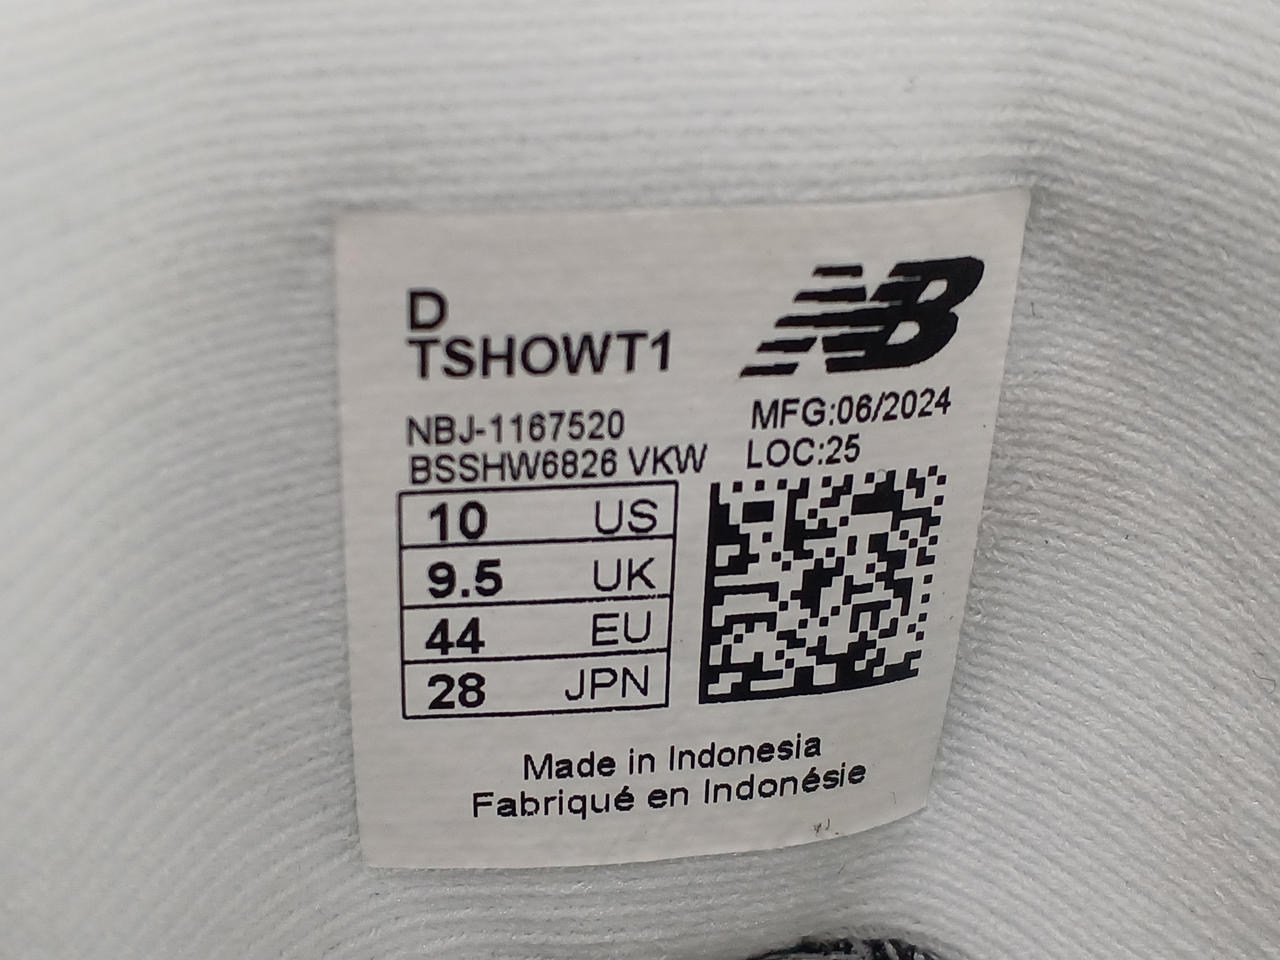 D
TSHOWT1
NB
NBJ-1167520
BSSHW6826 VKW
MFG:06/2024
LOC:25
10 US
9.5 UK
44 EU
28 JPN
Made in Indonesia
Fabriqué en Indonésie